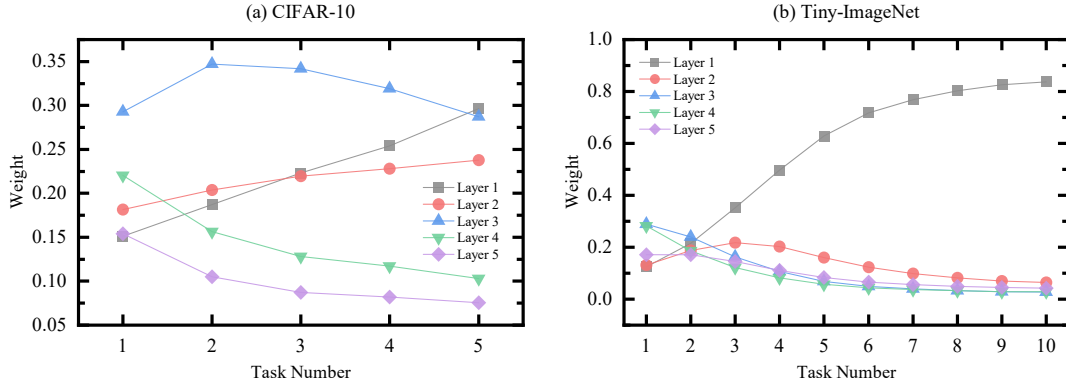 (a) CIFAR-10
0.35
0.30
0.25
0.20
0.15
0.10
0.05
Weight
Layer 1
Layer 2
Layer 3
Layer 4
Layer 5
1 2 3 4 5
Task Number
(b) Tiny-ImageNet
1.0
0.8
0.6
0.4
0.2
0.0
Weight
Layer 1
Layer 2
Layer 3
Layer 4
Layer 5
1 2 3 4 5 6 7 8 9 10
Task Number